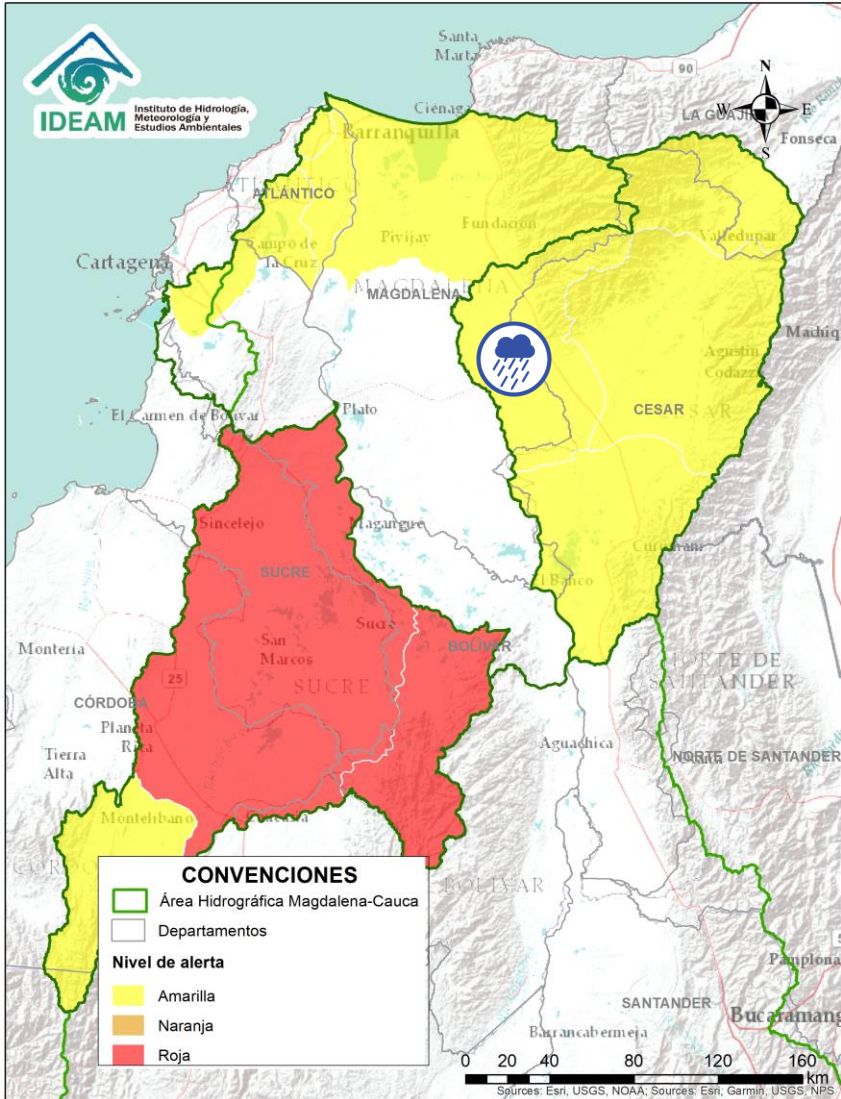 IDEAM
Instituto de Hidrología,
Meteorología y
Estudios Ambientales
Santa
Marta
90
N
W
E
S
Ciénaga
LA GUAJIRA
Fonseca
Barranquilla
ATLÁNTICO
Fundación
Pivijay
Valledupar
Campo de
la Cruz
Cartagena
MAGDALENA
MAGDALENA
Machiq
Agustín
Codazzi
El Carmen de Bolívar
Plato
CESAR
Sincelejo
Magangué
SUCRE
El Banco
Sucre
San
Marcos
BOLÍVAR
Montería
SUCRE
NORTE DE
SANTANDER
25
CÓRDOBA
Planeta
Rica
Tierra
Alta
Aguachica
NORTE DE SANTANDER
Montelíbano
BOLÍVAR
CONVENCIONES
Área Hidrográfica Magdalena-Cauca
Departamentos
Nivel de alerta
Amarilla
Naranja
Roja
Pamplona
SANTANDER
Bucaramang
Barrancabermeja
0 20 40 80 120 160
km
Sources: Esri, USGS, NOAA; Sources: Esri, Garmin, USGS, NPS